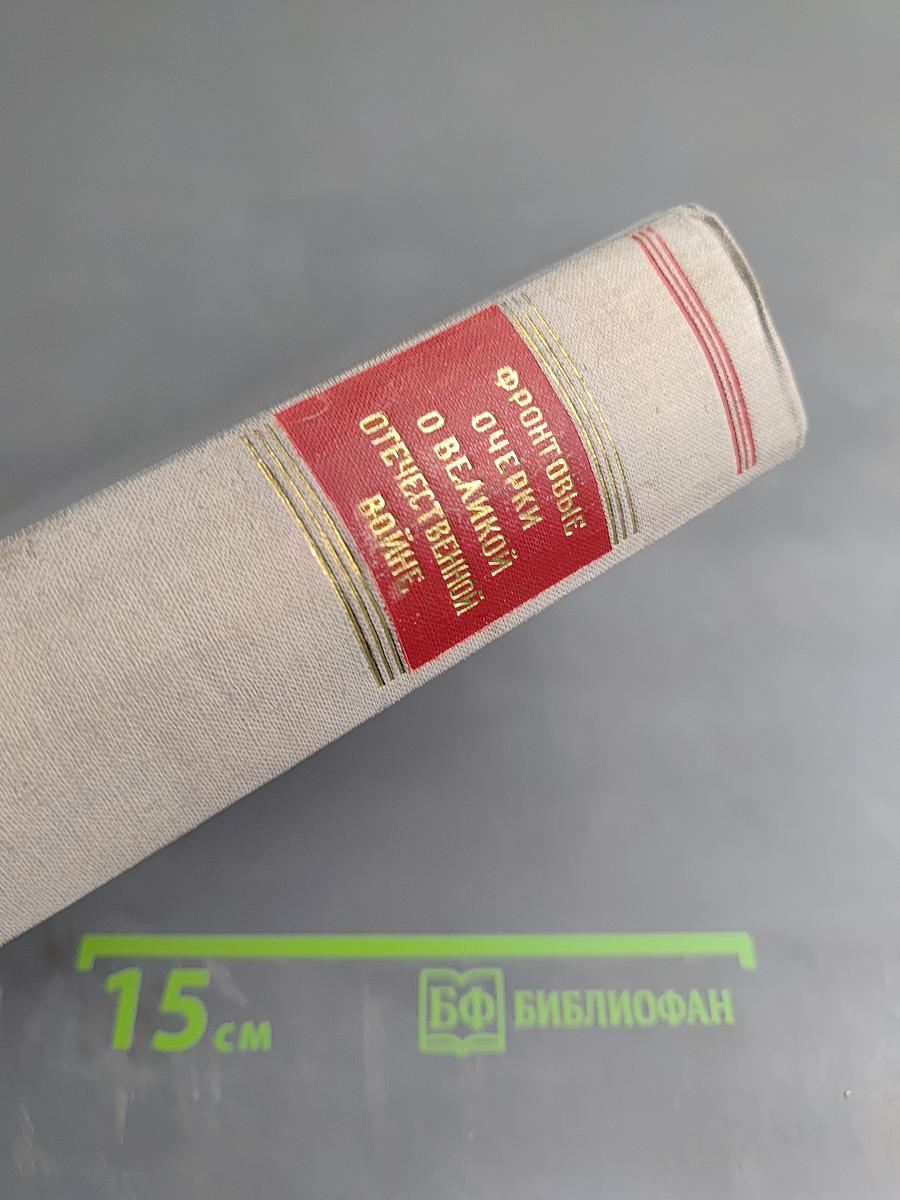 ФРОНТОВЫЕ
ОЧЕРКИ
О ВЕЛИКОЙ
ОТЕЧЕСТВЕННОЙ
ВОЙНЕ
15 см
БФ БИБЛИОФАН